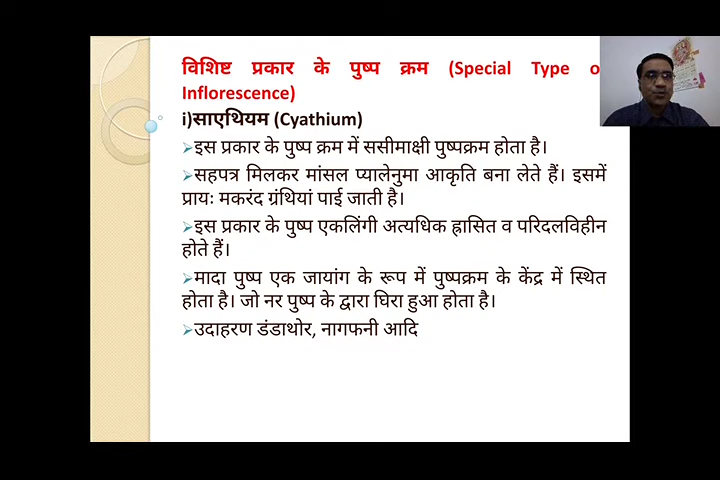 विशिष्ट प्रकार के पुष्प क्रम (Special Type o
Inflorescence)
i)साएथियम (Cyathium)
➢इस प्रकार के पुष्प क्रम में ससीमाक्षी पुष्पक्रम होता है।
➢सहपत्र मिलकर मांसल प्यालेनुमा आकृति बना लेते हैं। इसमें
प्रायः मकरंद ग्रंथियां पाई जाती है।
➢इस प्रकार के पुष्प एकलिंगी अत्यधिक ह्रासित व परिदलविहीन
होते हैं।
➢मादा पुष्प एक जायांग के रूप में पुष्पक्रम के केंद्र में स्थित
होता है। जो नर पुष्प के द्वारा घिरा हुआ होता है।
➢उदाहरण डंडाथोर, नागफनी आदि